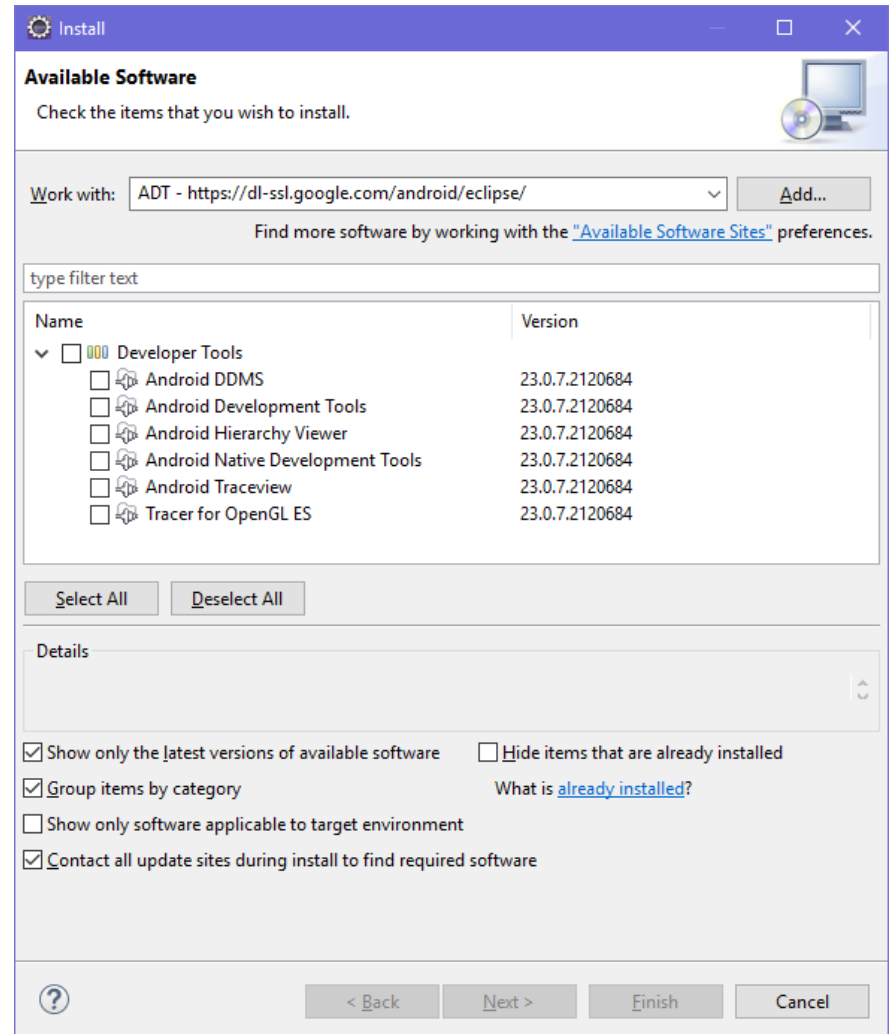 Install
Available Software
Check the items that you wish to install.
Work with: ADT - https://dl-ssl.google.com/android/eclipse/ Add...
Find more software by working with the "Available Software Sites" preferences.
type filter text
Name Version
Developer Tools
Android DDMS 23.0.7.2120684
Android Development Tools 23.0.7.2120684
Android Hierarchy Viewer 23.0.7.2120684
Android Native Development Tools 23.0.7.2120684
Android Traceview 23.0.7.2120684
Tracer for OpenGL ES 23.0.7.2120684
Select All Deselect All
Details
Show only the latest versions of available software Hide items that are already installed
Group items by category What is already installed?
Show only software applicable to target environment
Contact all update sites during install to find required software
? < Back Next > Finish Cancel